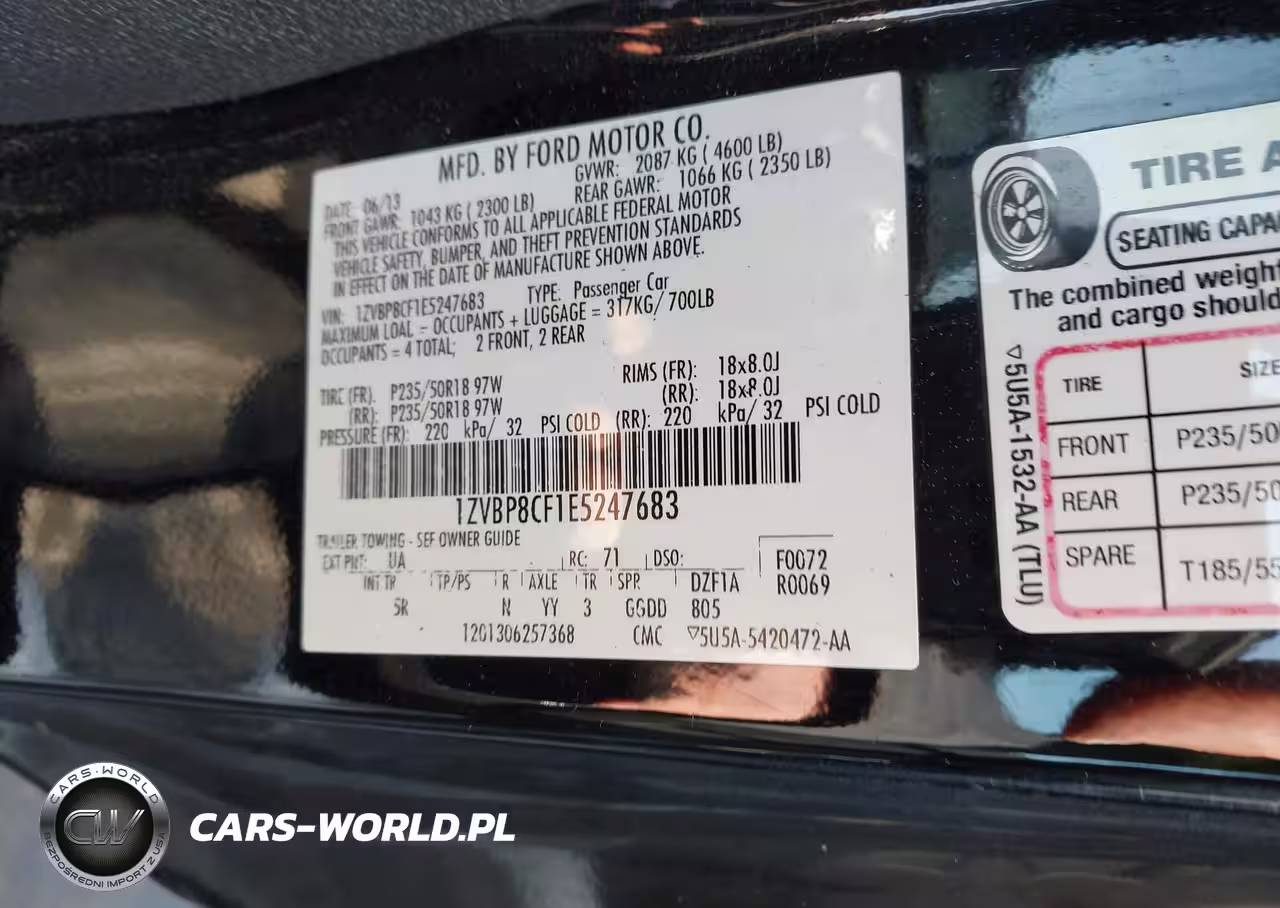 MFD. BY FORD MOTOR CO.
DATE: 06/13 GVWR: 2087 KG ( 4600 LB)
FRONT GAWR: 1043 KG ( 2300 LB) REAR GAWR: 1066 KG ( 2350 LB)
THIS VEHICLE CONFORMS TO ALL APPLICABLE FEDERAL MOTOR
VEHICLE SAFETY, BUMPER, AND THEFT PREVENTION STANDARDS
IN EFFECT ON THE DATE OF MANUFACTURE SHOWN ABOVE.
VIN: 1ZVBP8CF1E5247683 TYPE: Passenger Car
MAXIMUM LOAD = OCCUPANTS + LUGGAGE = 317KG/ 700LB
OCCUPANTS = 4 TOTAL; 2 FRONT, 2 REAR
TIRE (FR): P235/50R18 97W RIMS (FR): 18x8.0J
(RR): P235/50R18 97W (RR): 18x8.0J
PRESSURE (FR): 220 kPa/ 32 PSI COLD (RR): 220 kPa/ 32 PSI COLD
1ZVBP8CF1E5247683
TRAILER TOWING - SEE OWNER GUIDE
EXT PNT: UA RC: 71 DSO: F0072
INT TR TP/PS R AXLE TR SPR DZF1A R0069
5R N YY 3 GGDD 805
1201306257368 CMC ▽5U5A-5420472-AA
TIRE A
SEATING CAPA
The combined weight
and cargo should
▽5U5A-1532-AA (TLU)
TIRE SIZE
FRONT P235/50
REAR P235/50
SPARE T185/55
CARS-WORLD
CW
BEZPOŚREDNI IMPORT Z USA
CARS-WORLD.PL